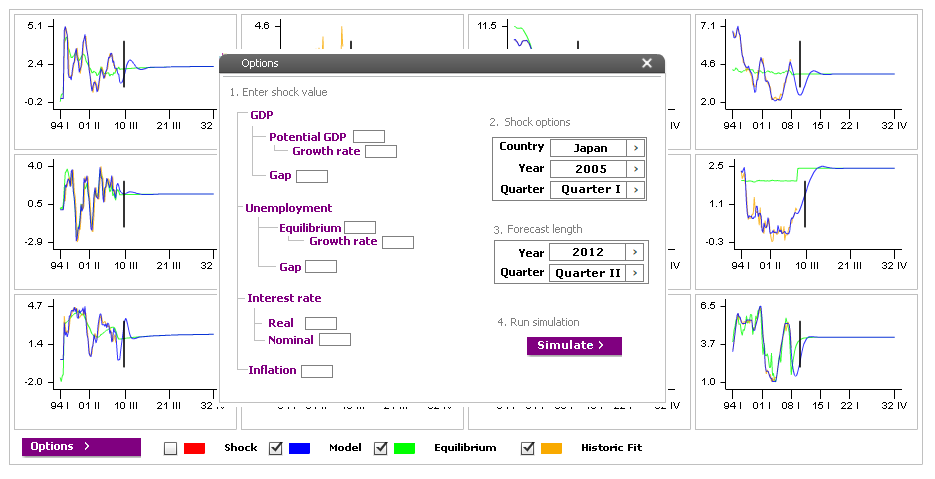 5.1
2.4
-0.2
94 I 01 II 10 III 32
4.6
11.5
7.1
4.6
2.0
94 I 01 II 08 I 15 I 22 I 32 IV
IV
4.0
0.5
-2.9
94 I 01 II 10 III 21 III 32
2.5
1.1
-0.3
94 I 01 II 10 III 21 III 32 IV
IV
4.7
1.4
-2.0
94 I 01 II 10 III 21 III 32
6.5
3.7
1.0
94 I 01 II 08 I 22 I 32 IV
Options
1. Enter shock value
GDP
Potential GDP
Growth rate
Gap
Unemployment
Equilibrium
Growth rate
Gap
Interest rate
Real
Nominal
Inflation
2. Shock options
Country Japan >
Year 2005 >
Quarter Quarter I >
3. Forecast length
Year 2012 >
Quarter Quarter II >
4. Run simulation
Simulate >
Options >
Shock
Model
Equilibrium
Historic Fit